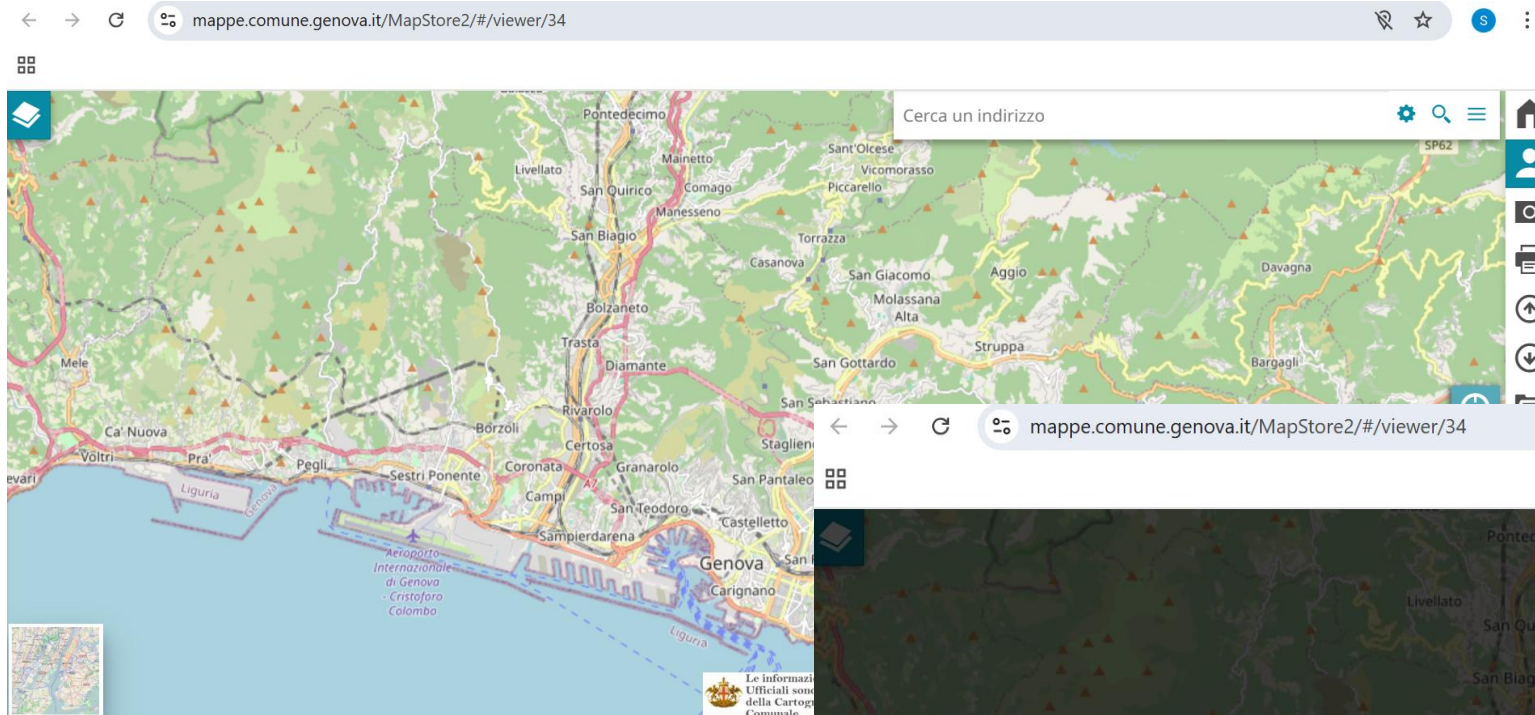 mappe.comune.genova.it/MapStore2/#/viewer/34
S
Cerca un indirizzo
Pontedecimo
Sant'Olcese
SP62
Mainetto
Livellato
Vicomorasso
San Quirico
Comago
Piccarello
Manesseno
San Biagio
Torrazza
Casanova
San Giacomo
Aggio
Davagna
Molassana
Alta
Bolzaneto
Trasta
Struppa
Mele
Diamante
San Gottardo
Bargagli
San Sebastiano
Rivarolo
Ca' Nuova
Borzoli
Certosa
Staglieno
Voltri
Pra'
Pegli
Sestri Ponente
Coronata
Granarolo
A7
San Pantaleo
Liguria
Genova
Campi
San Teodoro
Castelletto
Sampierdarena
Aeroporto
Internazionale
di Genova
- Cristoforo
Colombo
Genova
San
Carignano
Liguria
Le informazi
Ufficiali sono
della Cartogr
Comunale
mappe.comune.genova.it/MapStore2/#/viewer/34
Ponted
Livellato
San Qu
San Biag